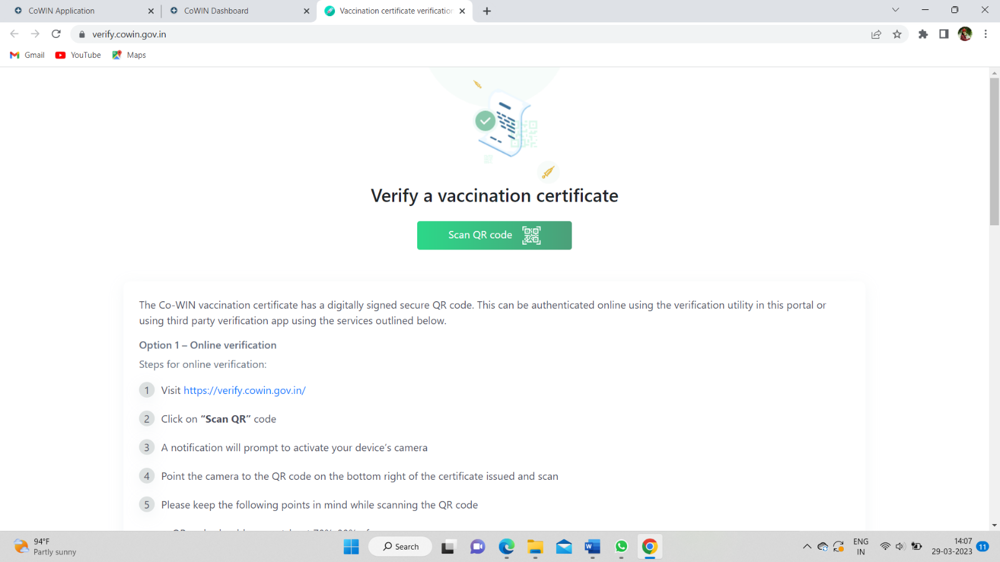 CoWIN Application
CoWIN Dashboard
Vaccination certificate verification
verify.cowin.gov.in
Gmail
YouTube
Maps
Verify a vaccination certificate
Scan QR code
The Co-WIN vaccination certificate has a digitally signed secure QR code. This can be authenticated online using the verification utility in this portal or
using third party verification app using the services outlined below.
Option 1 – Online verification
Steps for online verification:
1 Visit https://verify.cowin.gov.in/
2 Click on “Scan QR” code
3 A notification will prompt to activate your device’s camera
4 Point the camera to the QR code on the bottom right of the certificate issued and scan
5 Please keep the following points in mind while scanning the QR code
94°F
Partly sunny
Search
ENG
IN
14:07
29-03-2023
11